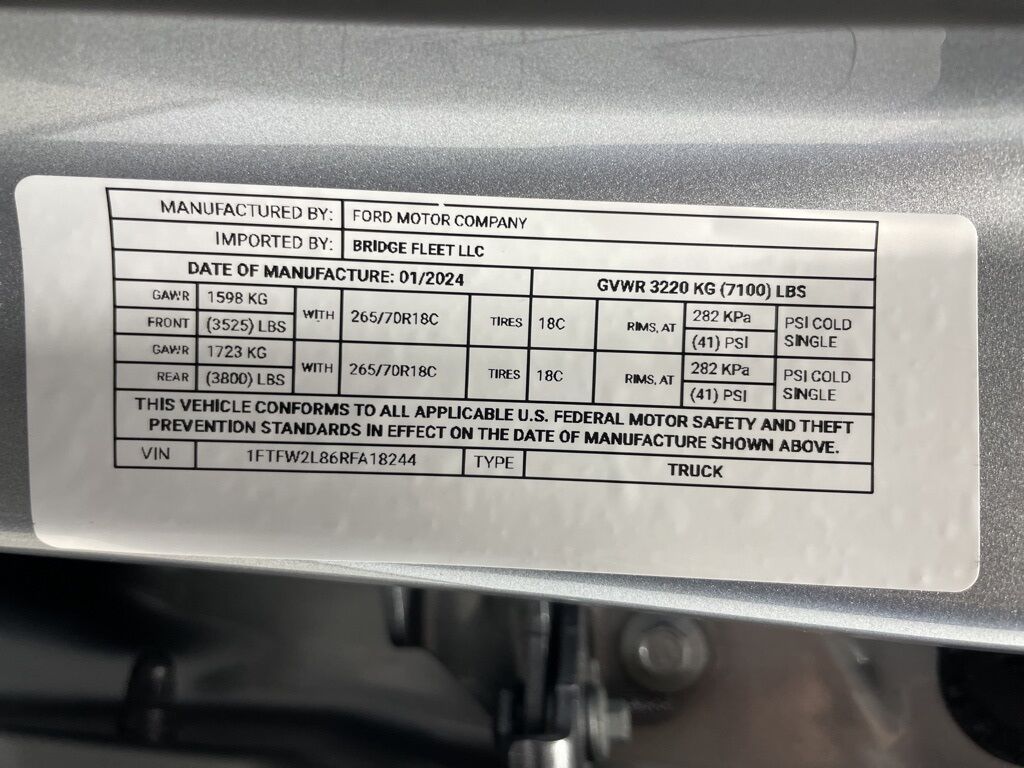 MANUFACTURED BY: FORD MOTOR COMPANY
IMPORTED BY: BRIDGE FLEET LLC
DATE OF MANUFACTURE: 01/2024 GVWR 3220 KG (7100) LBS
GAWR 1598 KG WITH 265/70R18C TIRES 18C RIMS, AT 282 KPa PSI COLD
FRONT (3525) LBS (41) PSI SINGLE
GAWR 1723 KG WITH 265/70R18C TIRES 18C RIMS, AT 282 KPa PSI COLD
REAR (3800) LBS (41) PSI SINGLE
THIS VEHICLE CONFORMS TO ALL APPLICABLE U.S. FEDERAL MOTOR SAFETY AND THEFT
PREVENTION STANDARDS IN EFFECT ON THE DATE OF MANUFACTURE SHOWN ABOVE.
VIN 1FTFW2L86RFA18244 TYPE TRUCK